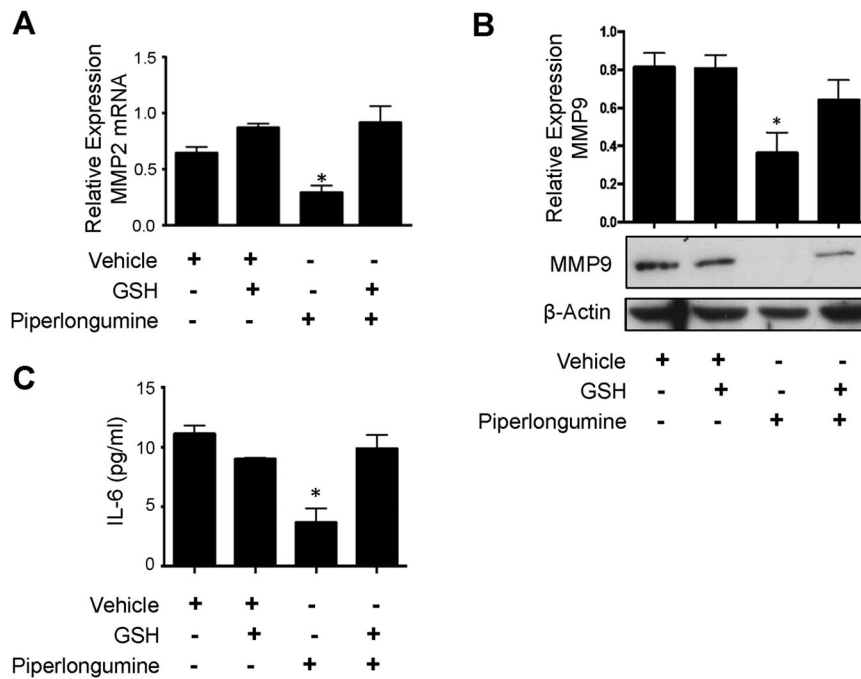 A
Relative Expression
MMP2 mRNA
1.5
1.0
0.5
0.0
*
Vehicle + + - -
GSH - + - +
Piperlongumine - - + +
B
Relative Expression
MMP9
1.0
0.8
0.6
0.4
0.2
0.0
*
MMP9
β-Actin
Vehicle + + - -
GSH - + - +
Piperlongumine - - + +
C
IL-6 (pg/ml)
15
10
5
0
*
Vehicle + + - -
GSH - + - +
Piperlongumine - - + +